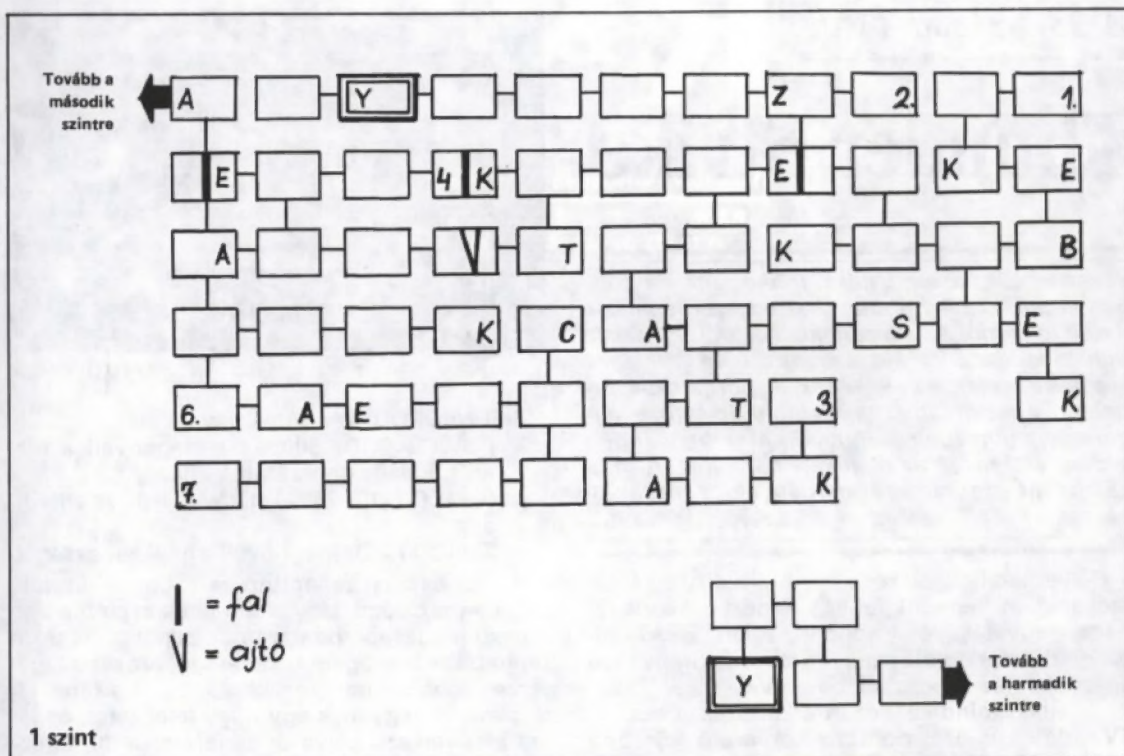 Tovább a
második
szintre
A Y Z 2. 1.
E 4 K E K E
A V T K B
K C A S E
6. A E T 3. K
7. A K
| = fal
V = ajtó
Y
Tovább
a harmadik
szintre
1 szint